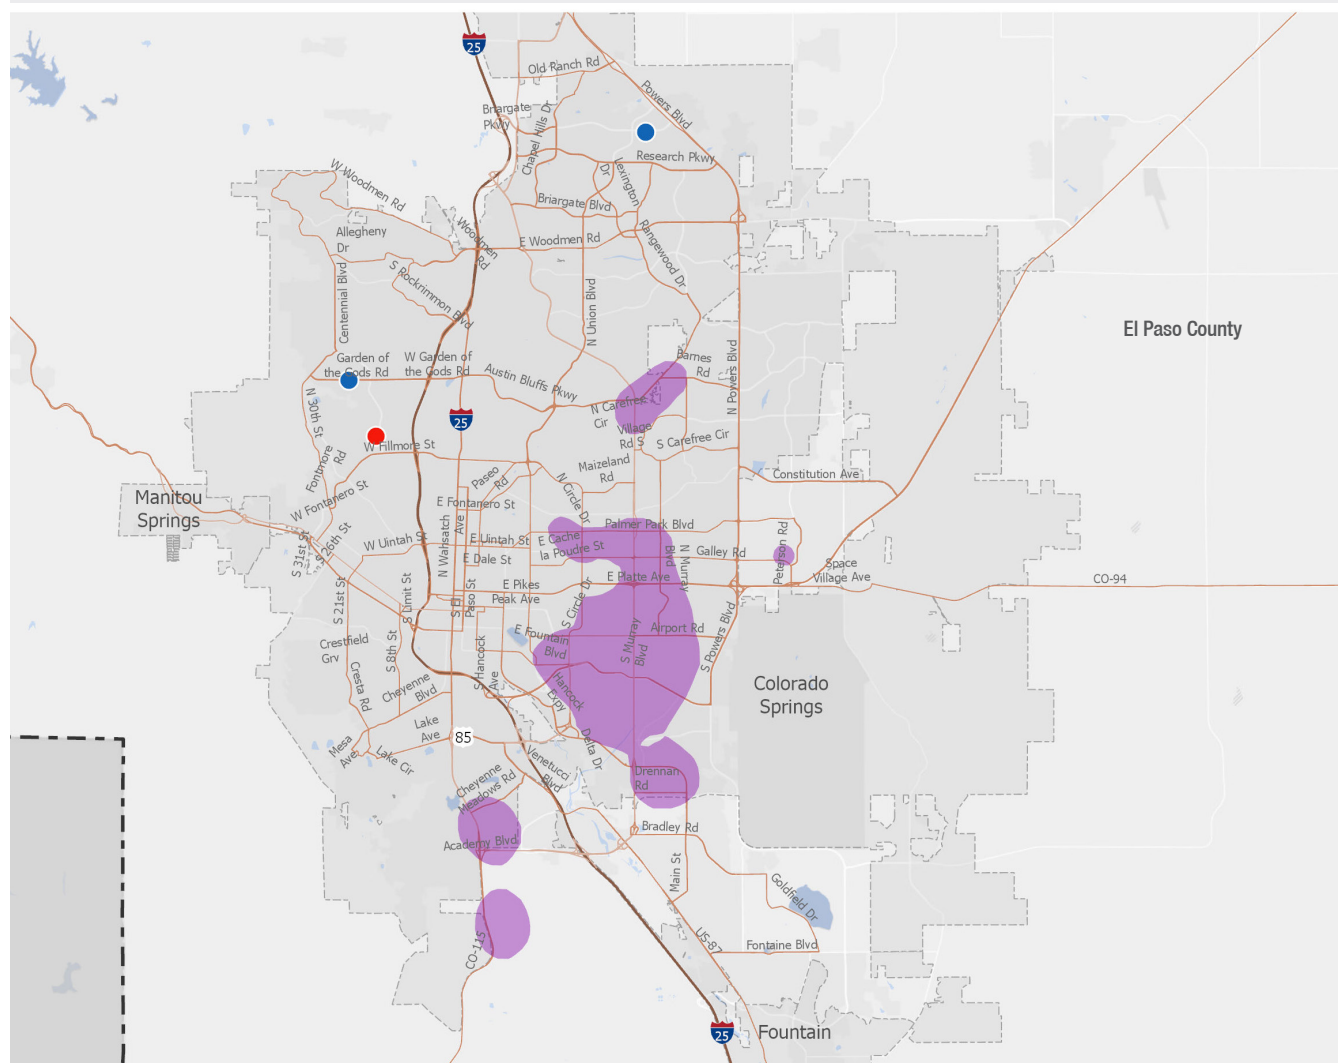 25
Old Ranch Rd
Powers Blvd
Briargate
Pkwy
Chapel Hills Dr
Research Pkwy
Lexington
Dr
W Woodmen Rd
Briargate Blvd
Allegheny
Dr
Woodmen
Rd
E Woodmen Rd
Rangewood Dr
S Rockrimmon Blvd
Centennial Blvd
N Union Blvd
El Paso County
Garden of
the Gods Rd
W Garden of
the Gods Rd
Barnes
Rd
N Powers Blvd
Austin Bluffs Pkwy
N 30th St
N Carefree
Cir
25
Village
Rd S
S Carefree Cir
W Fillmore St
Fontmore
Rd
Maizeland
Rd
Paseo
Rd
Constitution Ave
N Circle Dr
Manitou
Springs
W Fontanero St
E Fontanero St
N Wahsatch
Ave
Palmer Park Blvd
Peterson Rd
S 31st St
26th St
W Uintah St
E Uintah St
E Cache
la Poudre St
E Dale St
N Murray
Blvd
Galley Rd
Space
Village Ave
CO-94
S 21st St
S Limit St
S El
Paso St
E Pikes
Peak Ave
E Platte Ave
S Circle Dr
Crestfield
Grv
S 8th St
S Hancock
Ave
E Fountain
Blvd
S Murray
Blvd
Airport Rd
S Powers Blvd
Cresta Rd
Cheyenne
Blvd
Hancock
Expy
Colorado
Springs
Lake
Ave
85
Mesa
Ave
Lake Cir
Venetucci
Blvd
Delta Dr
Cheyenne
Meadows Rd
Drennan
Rd
Academy Blvd
Bradley Rd
Main St
Goldfield Dr
CO-115
US-87
Fontaine Blvd
25
Fountain